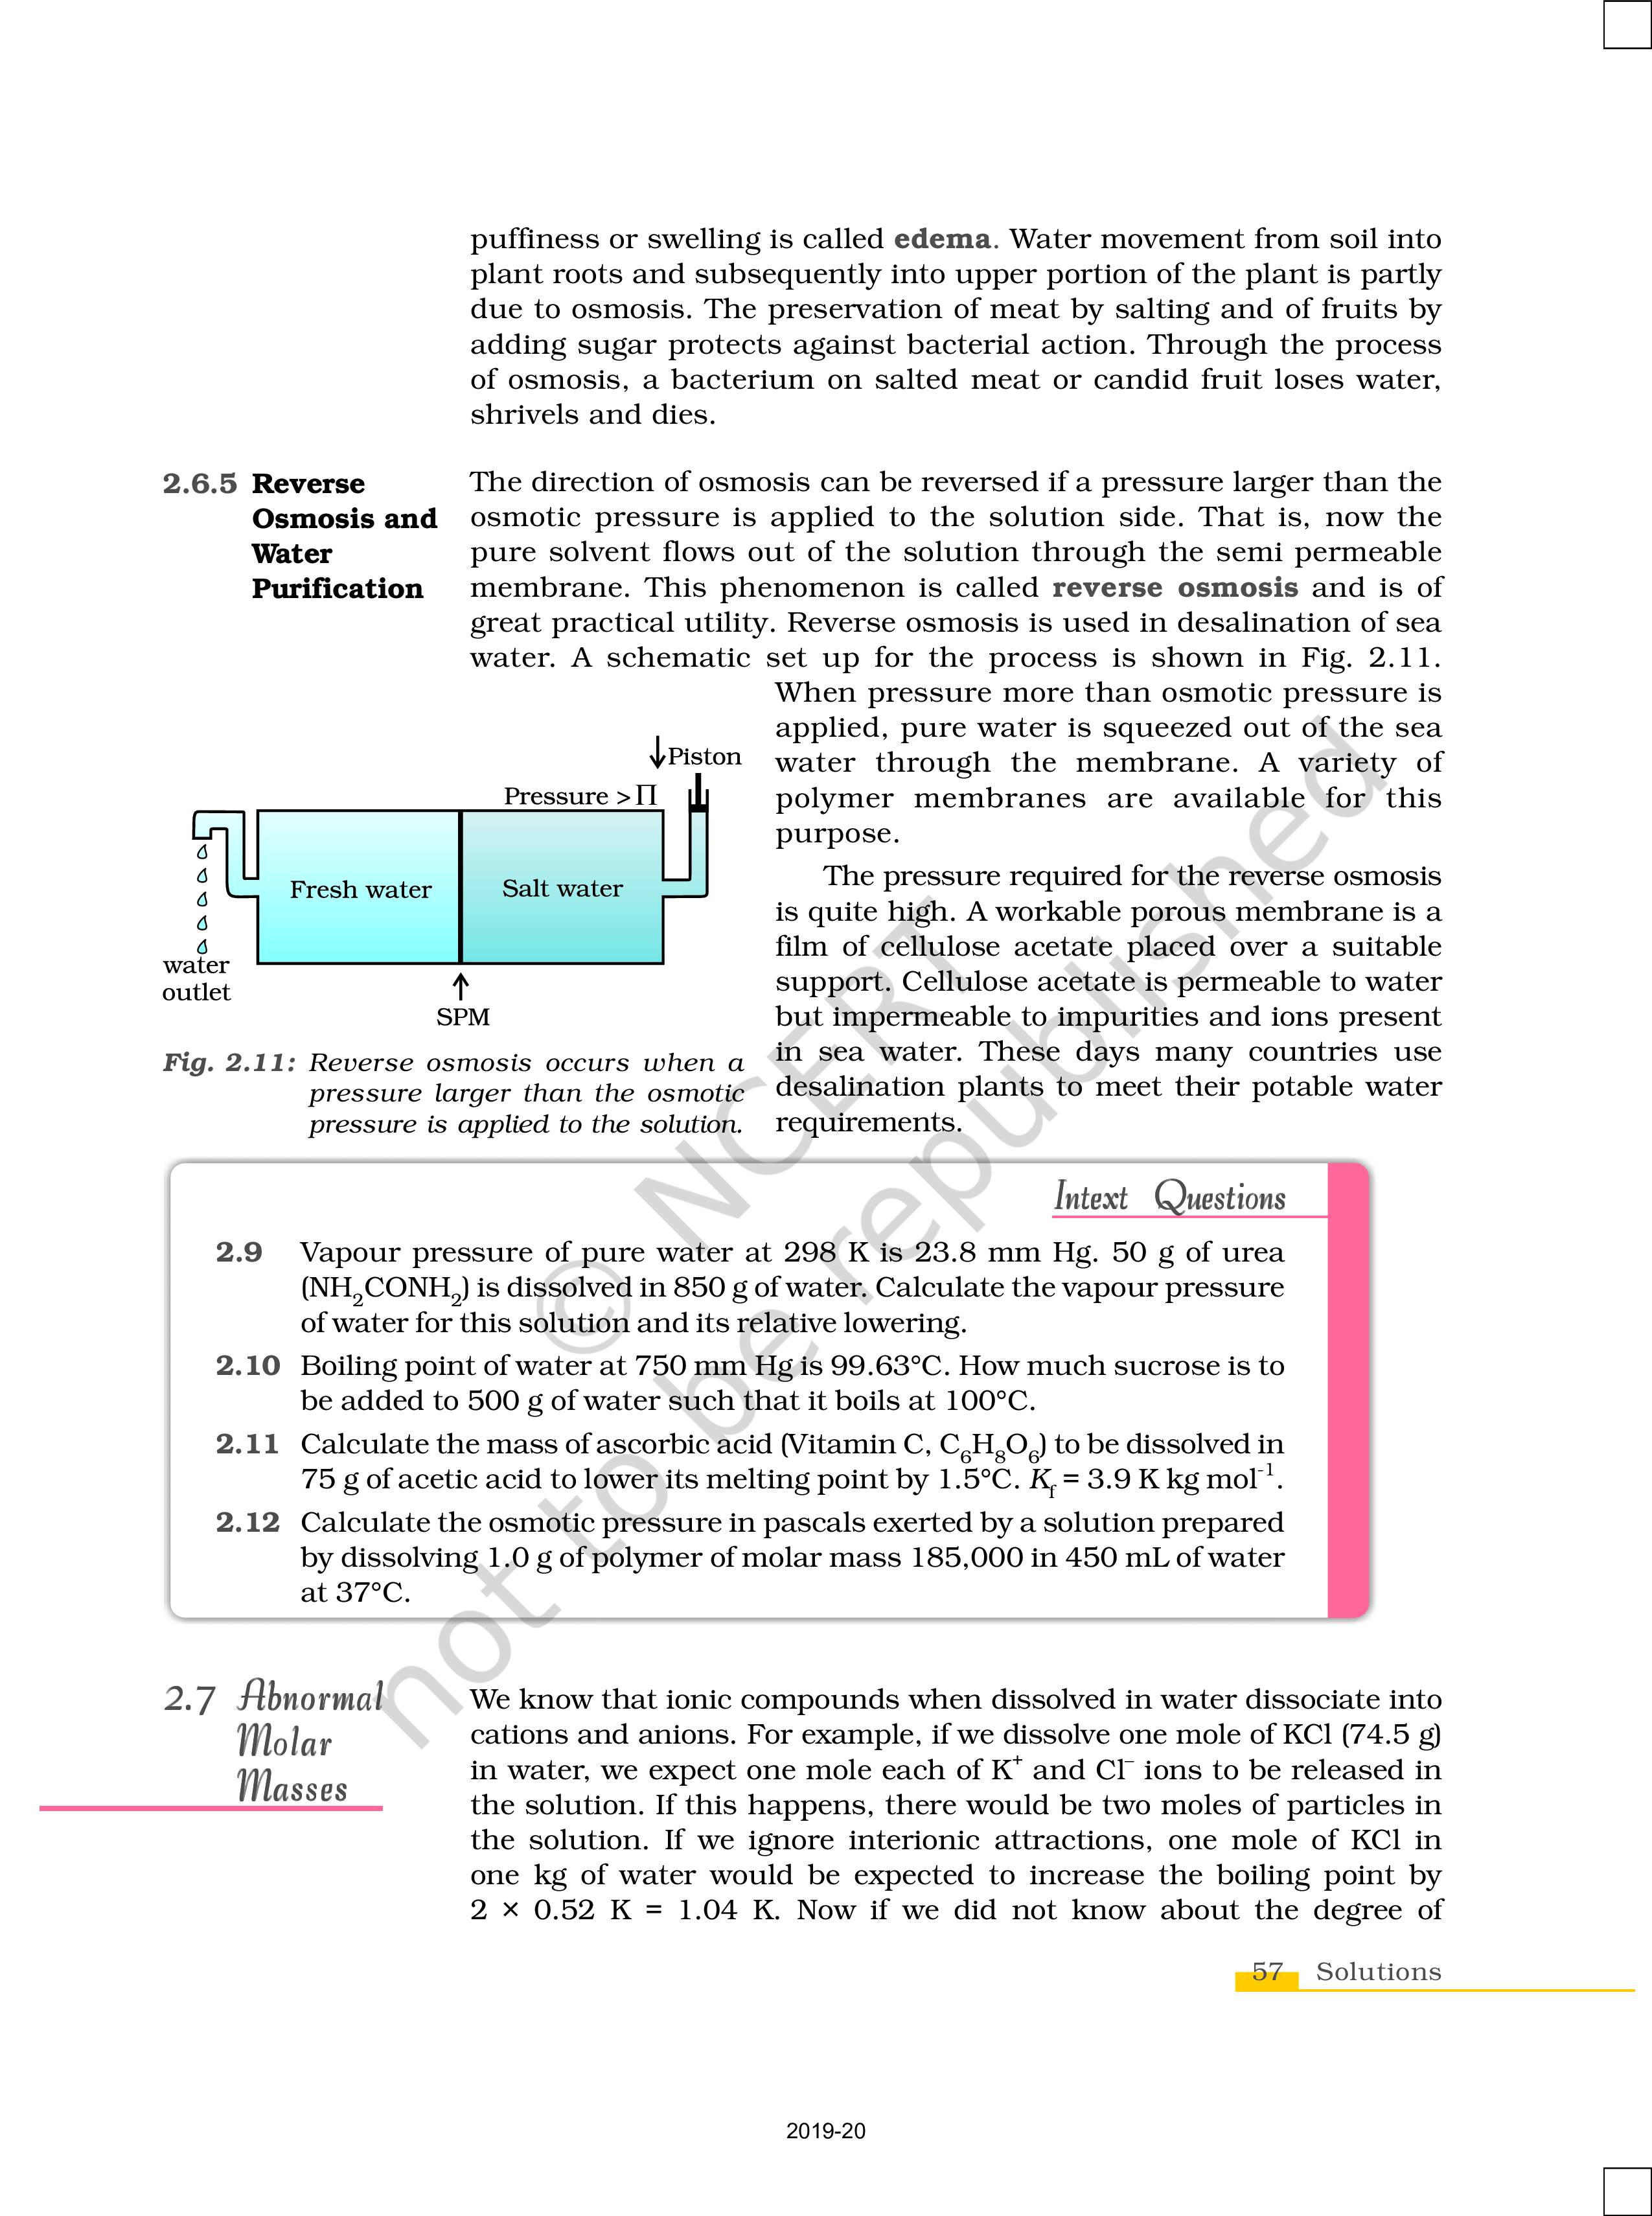 puffiness or swelling is called edema. Water movement from soil into
plant roots and subsequently into upper portion of the plant is partly
due to osmosis. The preservation of meat by salting and of fruits by
adding sugar protects against bacterial action. Through the process
of osmosis, a bacterium on salted meat or candid fruit loses water,
shrivels and dies.
2.6.5 Reverse
Osmosis and
Water
Purification
The direction of osmosis can be reversed if a pressure larger than the
osmotic pressure is applied to the solution side. That is, now the
pure solvent flows out of the solution through the semi permeable
membrane. This phenomenon is called reverse osmosis and is of
great practical utility. Reverse osmosis is used in desalination of sea
water. A schematic set up for the process is shown in Fig. 2.11.
When pressure more than osmotic pressure is
applied, pure water is squeezed out of the sea
water through the membrane. A variety of
polymer membranes are available for this
purpose.
The pressure required for the reverse osmosis
is quite high. A workable porous membrane is a
film of cellulose acetate placed over a suitable
support. Cellulose acetate is permeable to water
but impermeable to impurities and ions present
in sea water. These days many countries use
desalination plants to meet their potable water
requirements.
↓Piston
Pressure > Π
Fresh water
Salt water
water
outlet
↑
SPM
Fig. 2.11: Reverse osmosis occurs when a
pressure larger than the osmotic
pressure is applied to the solution.
Intext Questions
2.9 Vapour pressure of pure water at 298 K is 23.8 mm Hg. 50 g of urea
(NH₂CONH₂) is dissolved in 850 g of water. Calculate the vapour pressure
of water for this solution and its relative lowering.
2.10 Boiling point of water at 750 mm Hg is 99.63°C. How much sucrose is to
be added to 500 g of water such that it boils at 100°C.
2.11 Calculate the mass of ascorbic acid (Vitamin C, C₆H₈O₆) to be dissolved in
75 g of acetic acid to lower its melting point by 1.5°C. K_f = 3.9 K kg mol⁻¹.
2.12 Calculate the osmotic pressure in pascals exerted by a solution prepared
by dissolving 1.0 g of polymer of molar mass 185,000 in 450 mL of water
at 37°C.
2.7 Abnormal
Molar
Masses
We know that ionic compounds when dissolved in water dissociate into
cations and anions. For example, if we dissolve one mole of KCl (74.5 g)
in water, we expect one mole each of K⁺ and Cl⁻ ions to be released in
the solution. If this happens, there would be two moles of particles in
the solution. If we ignore interionic attractions, one mole of KCl in
one kg of water would be expected to increase the boiling point by
2 × 0.52 K = 1.04 K. Now if we did not know about the degree of
57 Solutions
2019-20
© NCERT
not to be republished